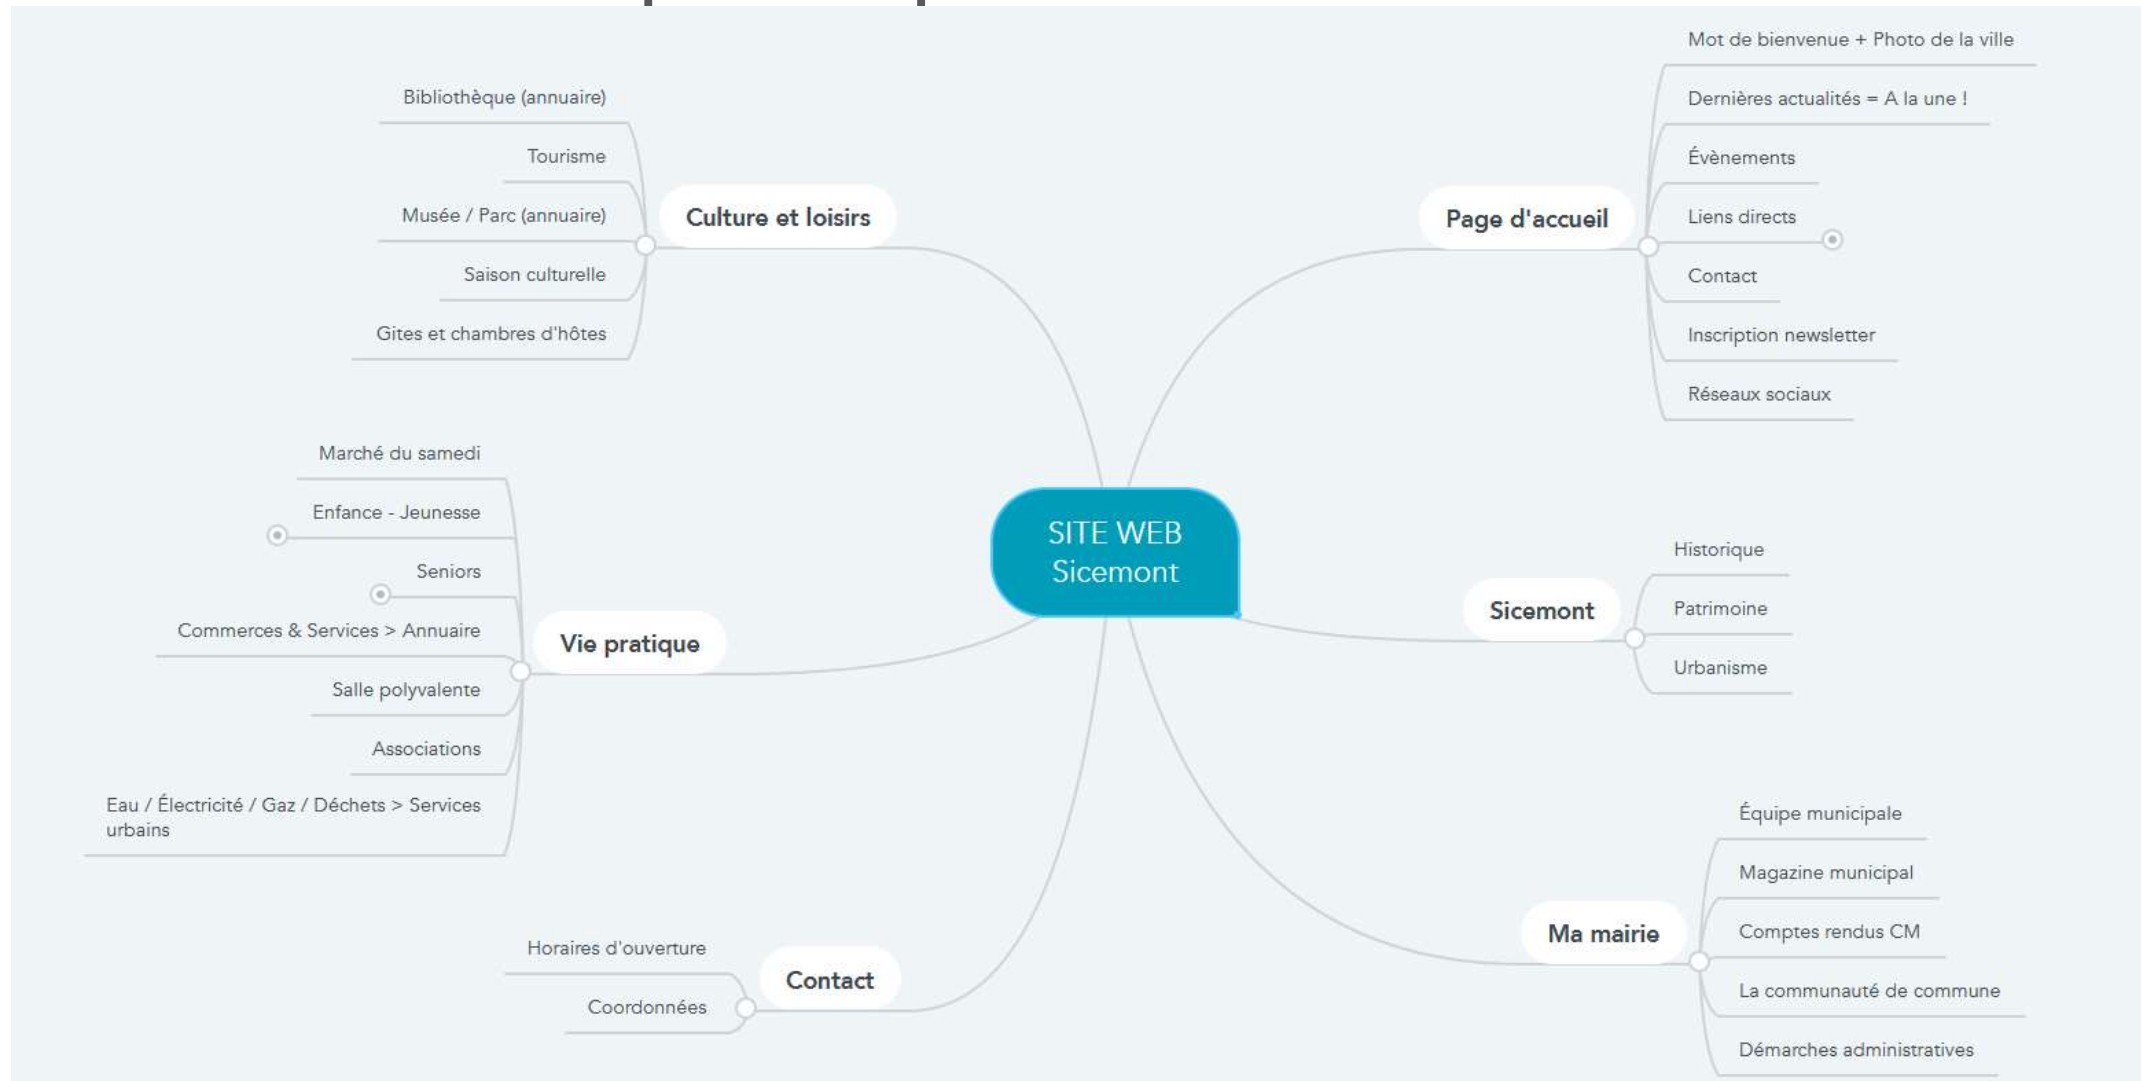 Bibliothèque (annuaire)
Tourisme
Musée / Parc (annuaire)
Saison culturelle
Gites et chambres d'hôtes
Culture et loisirs
Marché du samedi
Enfance - Jeunesse
Seniors
Commerces & Services > Annuaire
Salle polyvalente
Associations
Eau / Électricité / Gaz / Déchets > Services
urbains
Vie pratique
Horaires d'ouverture
Coordonnées
Contact
SITE WEB
Sicemont
Page d'accueil
Mot de bienvenue + Photo de la ville
Dernières actualités = A la une !
Évènements
Liens directs
Contact
Inscription newsletter
Réseaux sociaux
Sicemont
Historique
Patrimoine
Urbanisme
Ma mairie
Équipe municipale
Magazine municipal
Comptes rendus CM
La communauté de commune
Démarches administratives